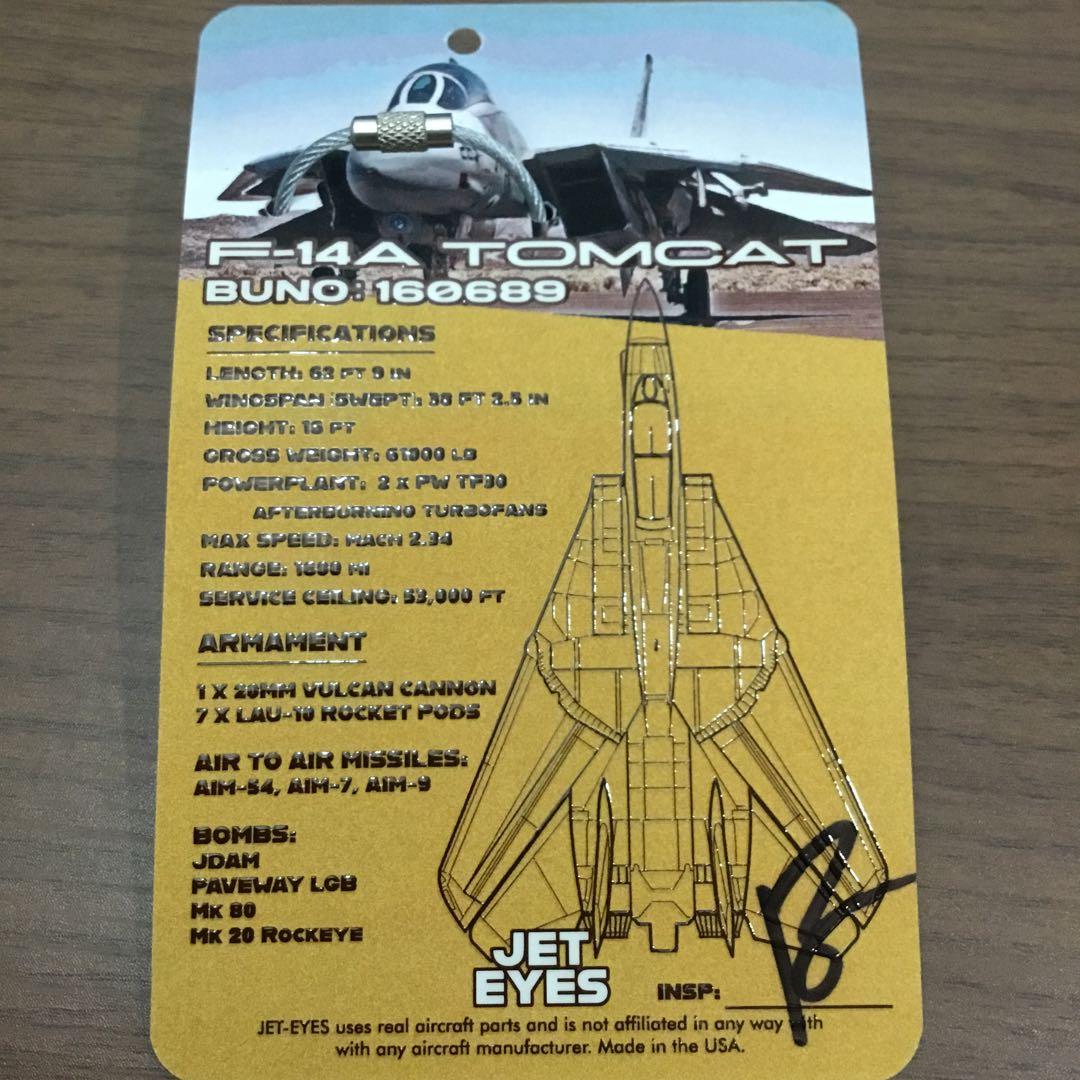 F-14A TOMCAT
BUNO: 160689
SPECIFICATIONS
LENGTH: 62 FT 9 IN
WINGSPAN (SWEPT): 38 FT 2.5 IN
HEIGHT: 16 FT
GROSS WEIGHT: 61000 LB
POWERPLANT: 2 X PW TF30
AFTERBURNING TURBOFANS
MAX SPEED: MACH 2.34
RANGE: MI
SERVICE CEILING: 53,000 FT
ARMAMENT
1 X 20MM VULCAN CANNON
7 X LAU-10 ROCKET PODS
AIR TO AIR MISSILES:
AIM-54, AIM-7, AIM-9
BOMBS:
JDAM
PAVEWAY LGB
MK 80
MK 20 ROCKEYE
JET
EYES
INSP:
JET-EYES uses real aircraft parts and is not affiliated in any way with
with any aircraft manufacturer. Made in the USA.